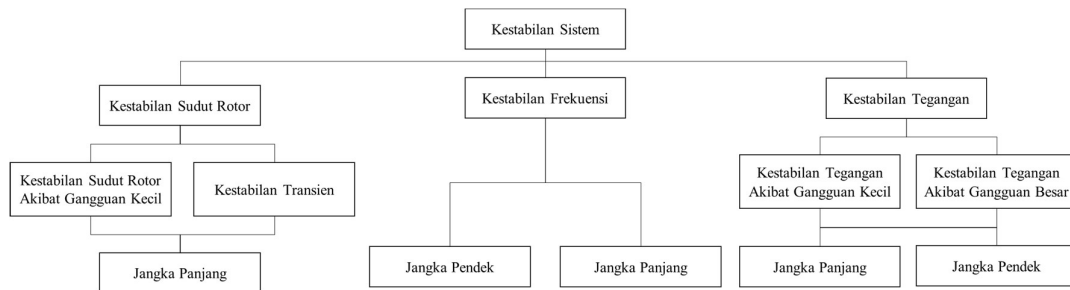 Kestabilan Sistem
Kestabilan Sudut Rotor
Kestabilan Frekuensi
Kestabilan Tegangan
Kestabilan Sudut Rotor
Akibat Gangguan Kecil
Kestabilan Transien
Kestabilan Tegangan
Akibat Gangguan Kecil
Kestabilan Tegangan
Akibat Gangguan Besar
Jangka Panjang
Jangka Pendek
Jangka Panjang
Jangka Panjang
Jangka Pendek